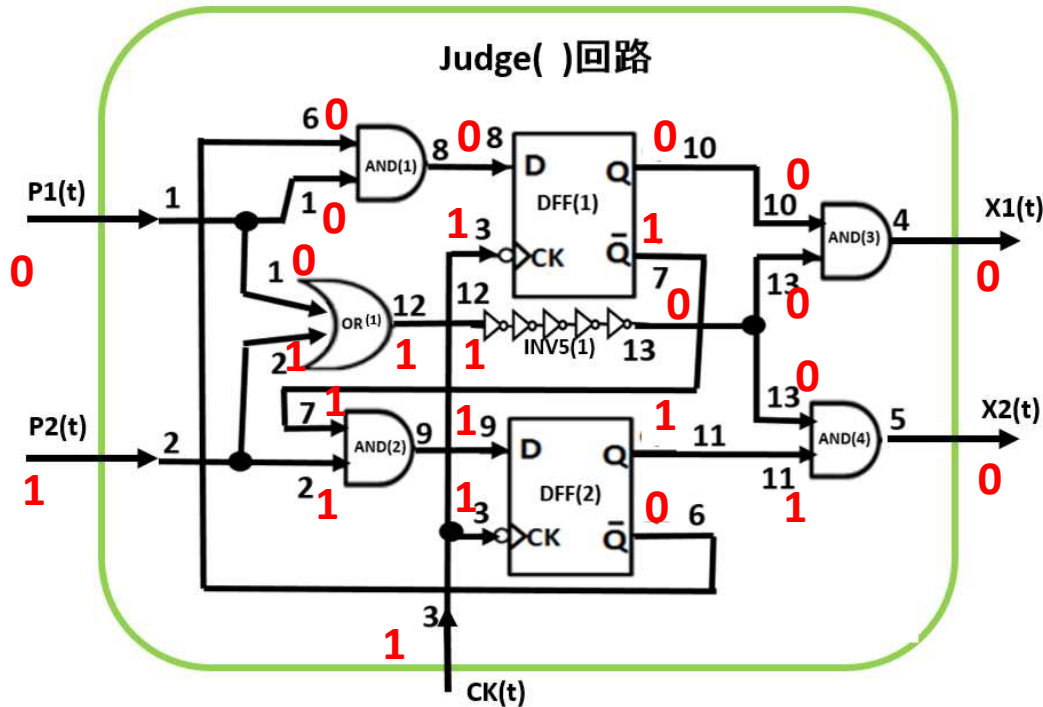 Judge( )回路
6 0
AND(1)
8 0 8
D
Q
0 10
DFF(1)
P1(t)
1
0
1 0
1 3
CK
Q̅
1
7
0
10
10
AND(3)
4
X1(t)
0
13
0
1 0
OR(1)
12
1
12
1
INV5(1)
0
13
2 1
7 1
AND(2)
9 1 9
D
Q
1
11
DFF(2)
0
13
AND(4)
5
X2(t)
0
11
1
P2(t)
2
1
2 1
1
3
CK
Q̅
0 6
3
1
CK(t)